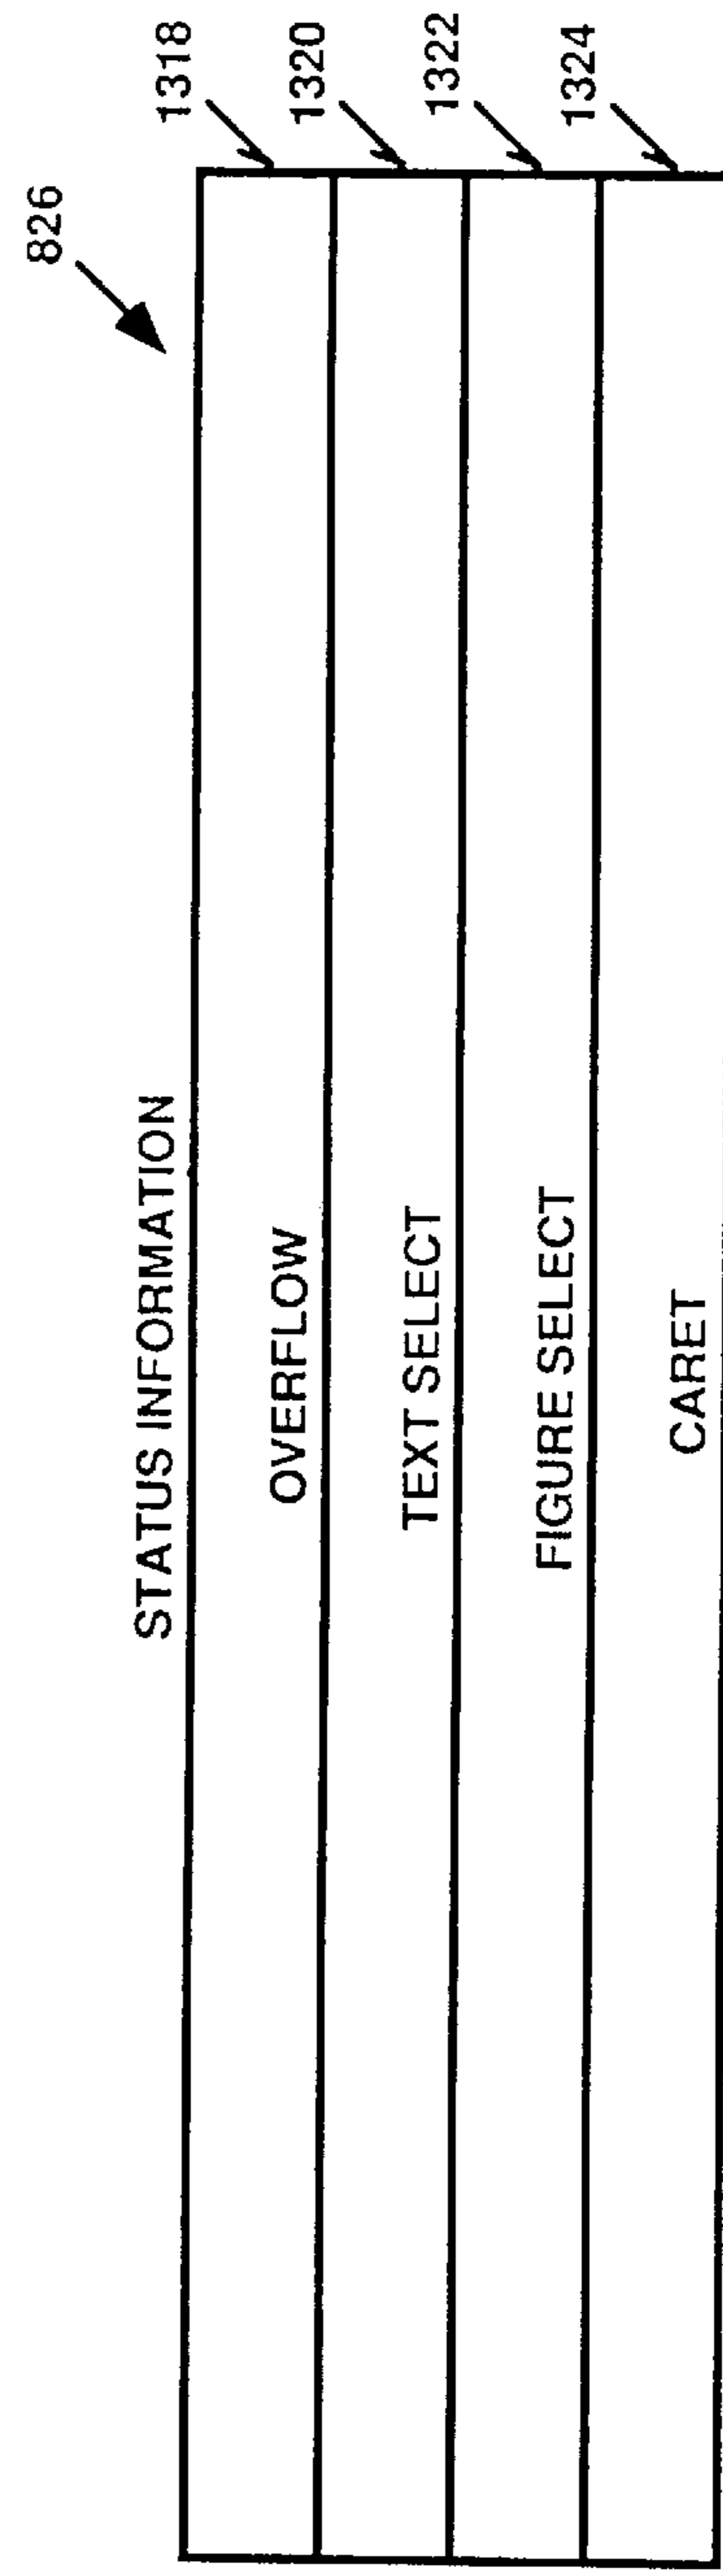 826
STATUS INFORMATION
1318
OVERFLOW
1320
TEXT SELECT
1322
FIGURE SELECT
1324
CARET